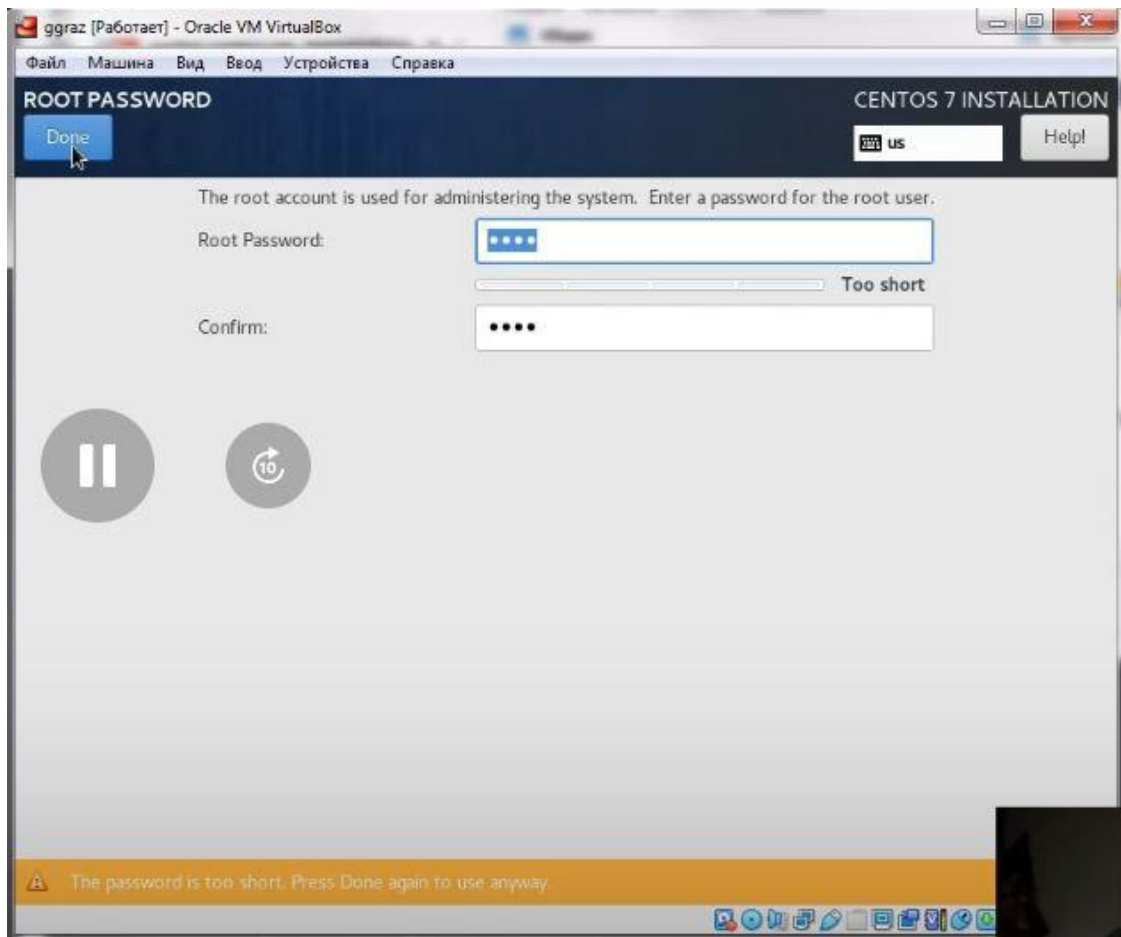 ggraz [Работает] - Oracle VM VirtualBox
Файл Машина Вид Ввод Устройства Справка
ROOT PASSWORD
CENTOS 7 INSTALLATION
Done
us
Help!
The root account is used for administering the system. Enter a password for the root user.
Root Password:
••••
Too short
Confirm:
••••
10
The password is too short. Press Done again to use anyway.